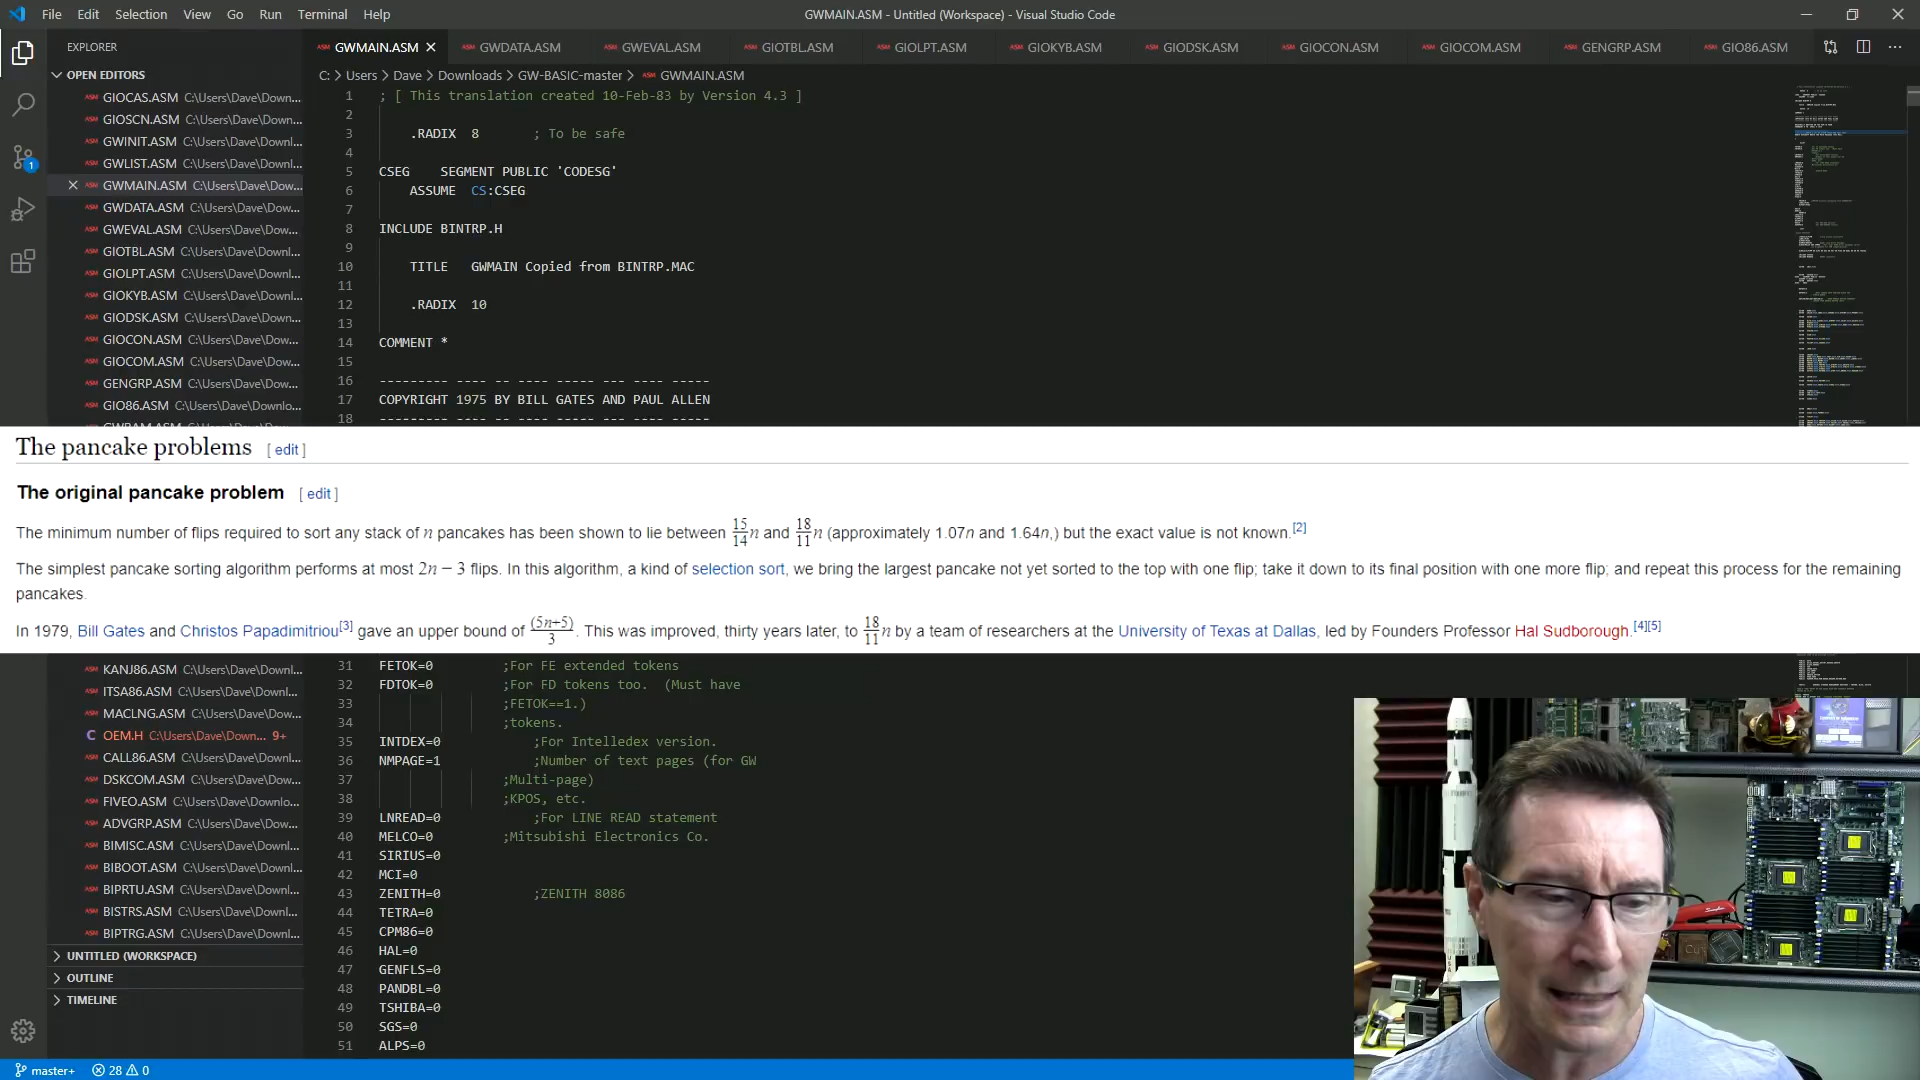 File Edit Selection View Go Run Terminal Help
GWMAIN.ASM - Untitled (Workspace) - Visual Studio Code
EXPLORER
GWMAIN.ASM GWDATA.ASM GWEVAL.ASM GIOTBL.ASM GIOLPT.ASM GIOKYB.ASM GIODSK.ASM GIOCON.ASM GIOCOM.ASM GENGRP.ASM GIO86.ASM
OPEN EDITORS
C: > Users > Dave > Downloads > GW-BASIC-master > GWMAIN.ASM
GIOCAS.ASM C:\Users\Dave\Down...
GIOSCN.ASM C:\Users\Dave\Down...
GWINIT.ASM C:\Users\Dave\Down...
GWLIST.ASM C:\Users\Dave\Down...
GWMAIN.ASM C:\Users\Dave\Dow...
GWDATA.ASM C:\Users\Dave\Dow...
GWEVAL.ASM C:\Users\Dave\Dow...
GIOTBL.ASM C:\Users\Dave\Downl...
GIOLPT.ASM C:\Users\Dave\Downl...
GIOKYB.ASM C:\Users\Dave\Downl...
GIODSK.ASM C:\Users\Dave\Down...
GIOCON.ASM C:\Users\Dave\Dow...
GIOCOM.ASM C:\Users\Dave\Dow...
GENGRP.ASM C:\Users\Dave\Dow...
GIO86.ASM C:\Users\Dave\Downlo...
1 ; [ This translation created 10-Feb-83 by Version 4.3 ]
2
3 .RADIX 8 ; To be safe
4
5 CSEG SEGMENT PUBLIC 'CODESG'
6 ASSUME CS:CSEG
7
8 INCLUDE BINTRP.H
9
10 TITLE GWMAIN Copied from BINTRP.MAC
11
12 .RADIX 10
13
14 COMMENT *
15
16 --------- ---- -- ---- ----- --- ---- -----
17 COPYRIGHT 1975 BY BILL GATES AND PAUL ALLEN
18 --------- ---- -- ---- ----- --- ---- -----
The pancake problems [ edit ]
The original pancake problem [ edit ]
The minimum number of flips required to sort any stack of n pancakes has been shown to lie between 15/14 n and 18/11 n (approximately 1.07n and 1.64n,) but the exact value is not known.[2]
The simplest pancake sorting algorithm performs at most 2n − 3 flips. In this algorithm, a kind of selection sort, we bring the largest pancake not yet sorted to the top with one flip; take it down to its final position with one more flip; and repeat this process for the remaining
pancakes.
In 1979, Bill Gates and Christos Papadimitriou[3] gave an upper bound of (5n+5)/3. This was improved, thirty years later, to 18/11 n by a team of researchers at the University of Texas at Dallas, led by Founders Professor Hal Sudborough.[4][5]
KANJ86.ASM C:\Users\Dave\Downl...
ITSA86.ASM C:\Users\Dave\Downl...
MACLNG.ASM C:\Users\Dave\Dow...
C OEM.H C:\Users\Dave\Down... 9+
CALL86.ASM C:\Users\Dave\Downl...
DSKCOM.ASM C:\Users\Dave\Dow...
FIVEO.ASM C:\Users\Dave\Downlo...
ADVGRP.ASM C:\Users\Dave\Down...
BIMISC.ASM C:\Users\Dave\Downl...
BIBOOT.ASM C:\Users\Dave\Downl...
BIPRTU.ASM C:\Users\Dave\Downl...
BISTRS.ASM C:\Users\Dave\Downl...
BIPTRG.ASM C:\Users\Dave\Downl...
UNTITLED (WORKSPACE)
OUTLINE
TIMELINE
31 FETOK=0 ;For FE extended tokens
32 FDTOK=0 ;For FD tokens too. (Must have
33 ;FETOK==1.)
34 ;tokens.
35 INTDEX=0 ;For Intelledex version.
36 NMPAGE=1 ;Number of text pages (for GW
37 ;Multi-page)
38 ;KPOS, etc.
39 LNREAD=0 ;For LINE READ statement
40 MELCO=0 ;Mitsubishi Electronics Co.
41 SIRIUS=0
42 MCI=0
43 ZENITH=0 ;ZENITH 8086
44 TETRA=0
45 CPM86=0
46 HAL=0
47 GENFLS=0
48 PANDBL=0
49 TSHIBA=0
50 SGS=0
51 ALPS=0
master+ 28 0